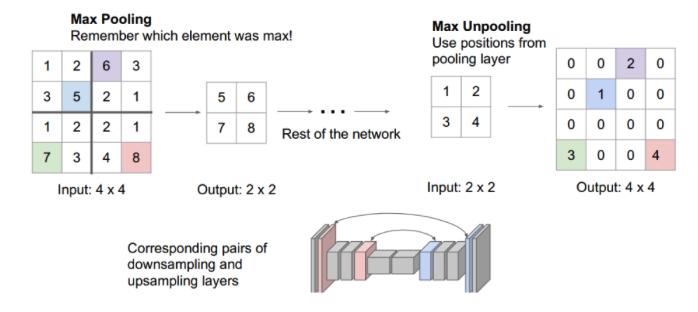 Max Pooling
Remember which element was max!
1 2 6 3
3 5 2 1
1 2 2 1
7 3 4 8
Input: 4 x 4
5 6
7 8
Output: 2 x 2
...
Rest of the network
Max Unpooling
Use positions from
pooling layer
1 2
3 4
Input: 2 x 2
0 0 2 0
0 1 0 0
0 0 0 0
3 0 0 4
Output: 4 x 4
Corresponding pairs of
downsampling and
upsampling layers